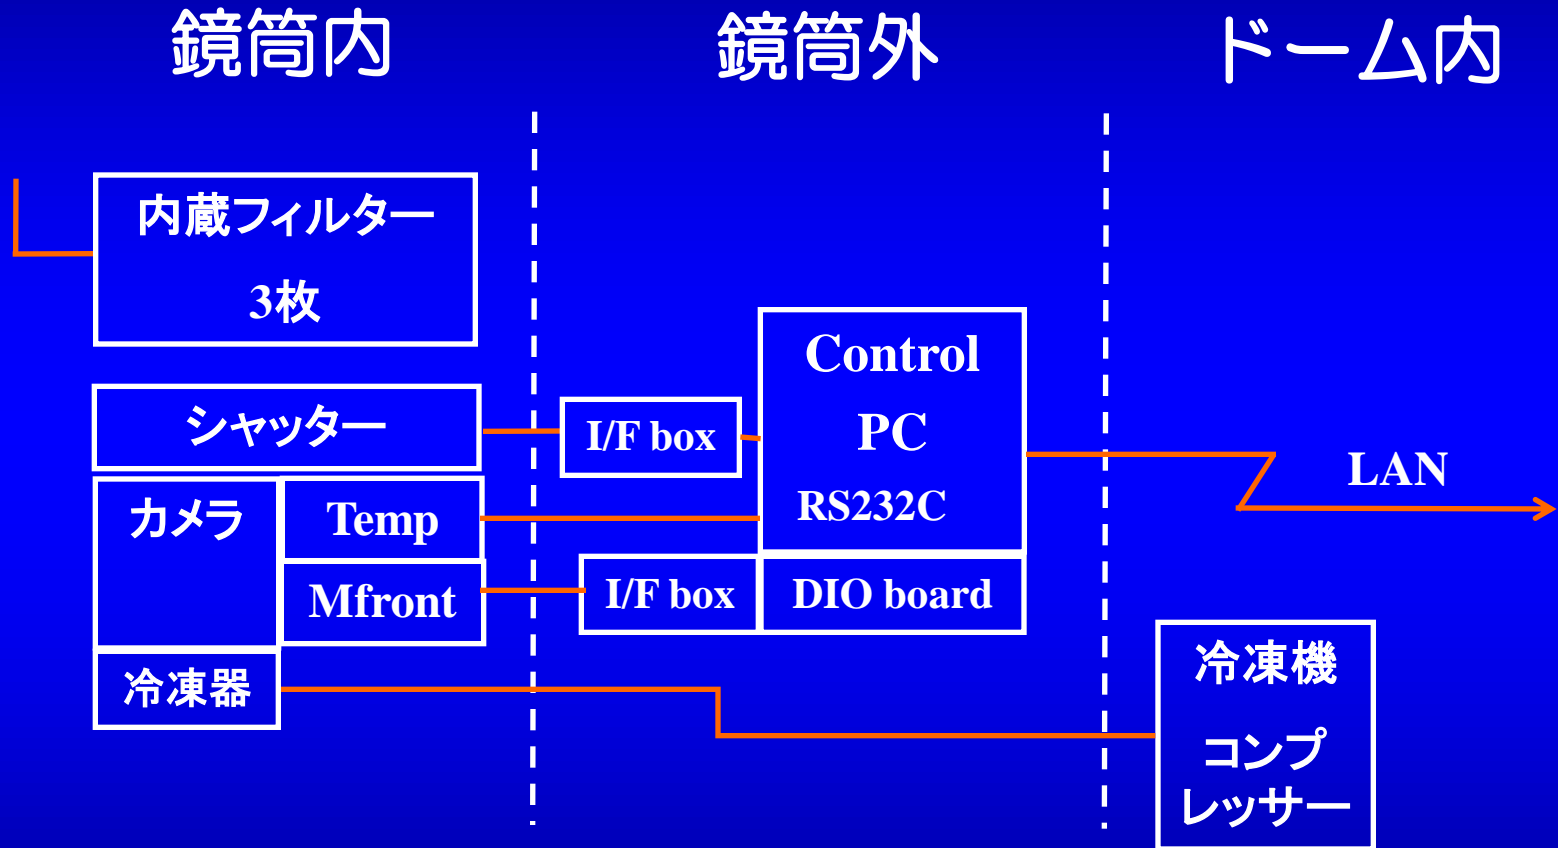 鏡筒内
鏡筒外
ドーム内
内蔵フィルター
3枚
シャッター
カメラ
Temp
Mfront
冷凍器
I/F box
Control
PC
RS232C
I/F box
DIO board
LAN
冷凍機
コンプ
レッサー